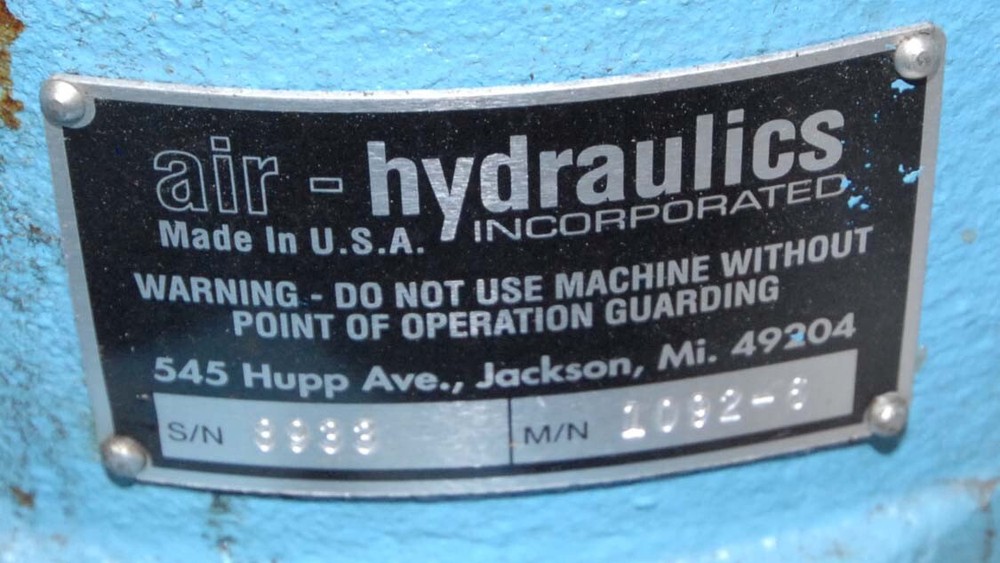 air - hydraulics
INCORPORATED
Made In U.S.A.
WARNING - DO NOT USE MACHINE WITHOUT
POINT OF OPERATION GUARDING
545 Hupp Ave., Jackson, Mi. 49204
S/N
M/N